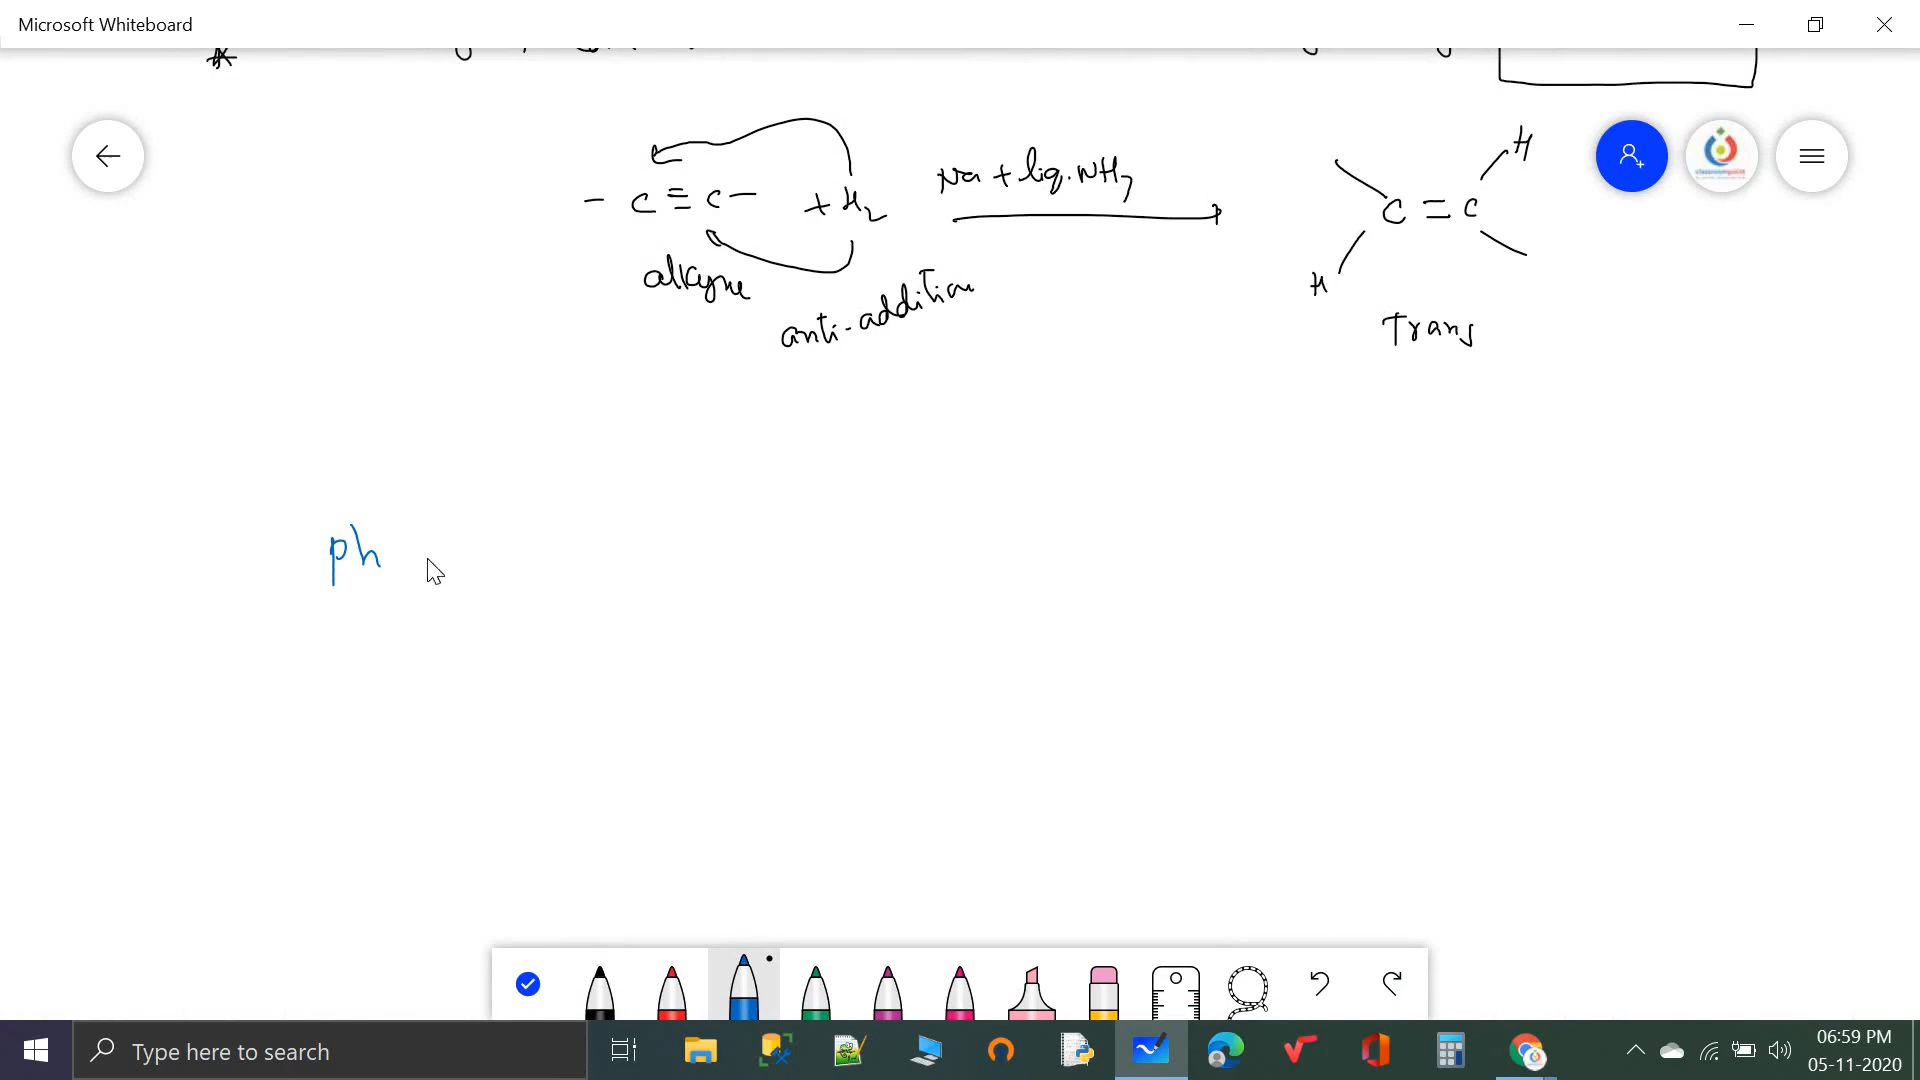 Microsoft Whiteboard
- C ≡ C - + H2 Na + liq. NH3 C = C H
H
alkyne
anti-addition
Trans
ph
Type here to search
06:59 PM
05-11-2020